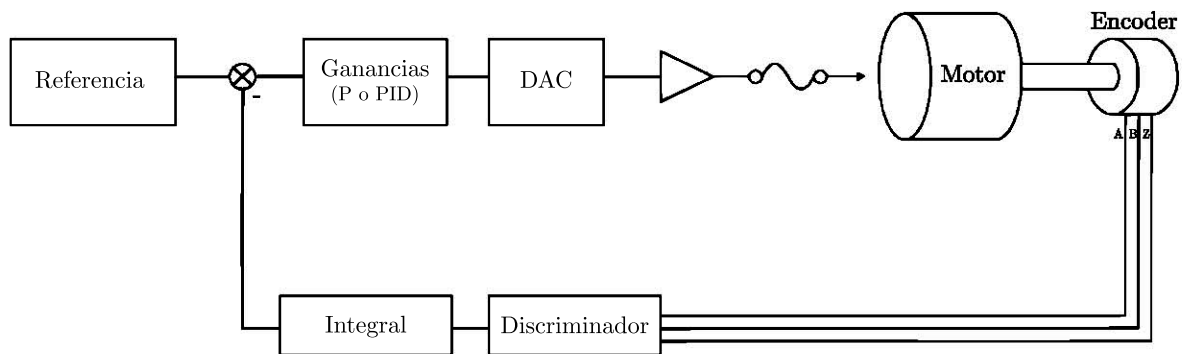 Encoder
Referencia
Ganancias
(P o PID)
DAC
Motor
-
A B Z
Integral
Discriminador